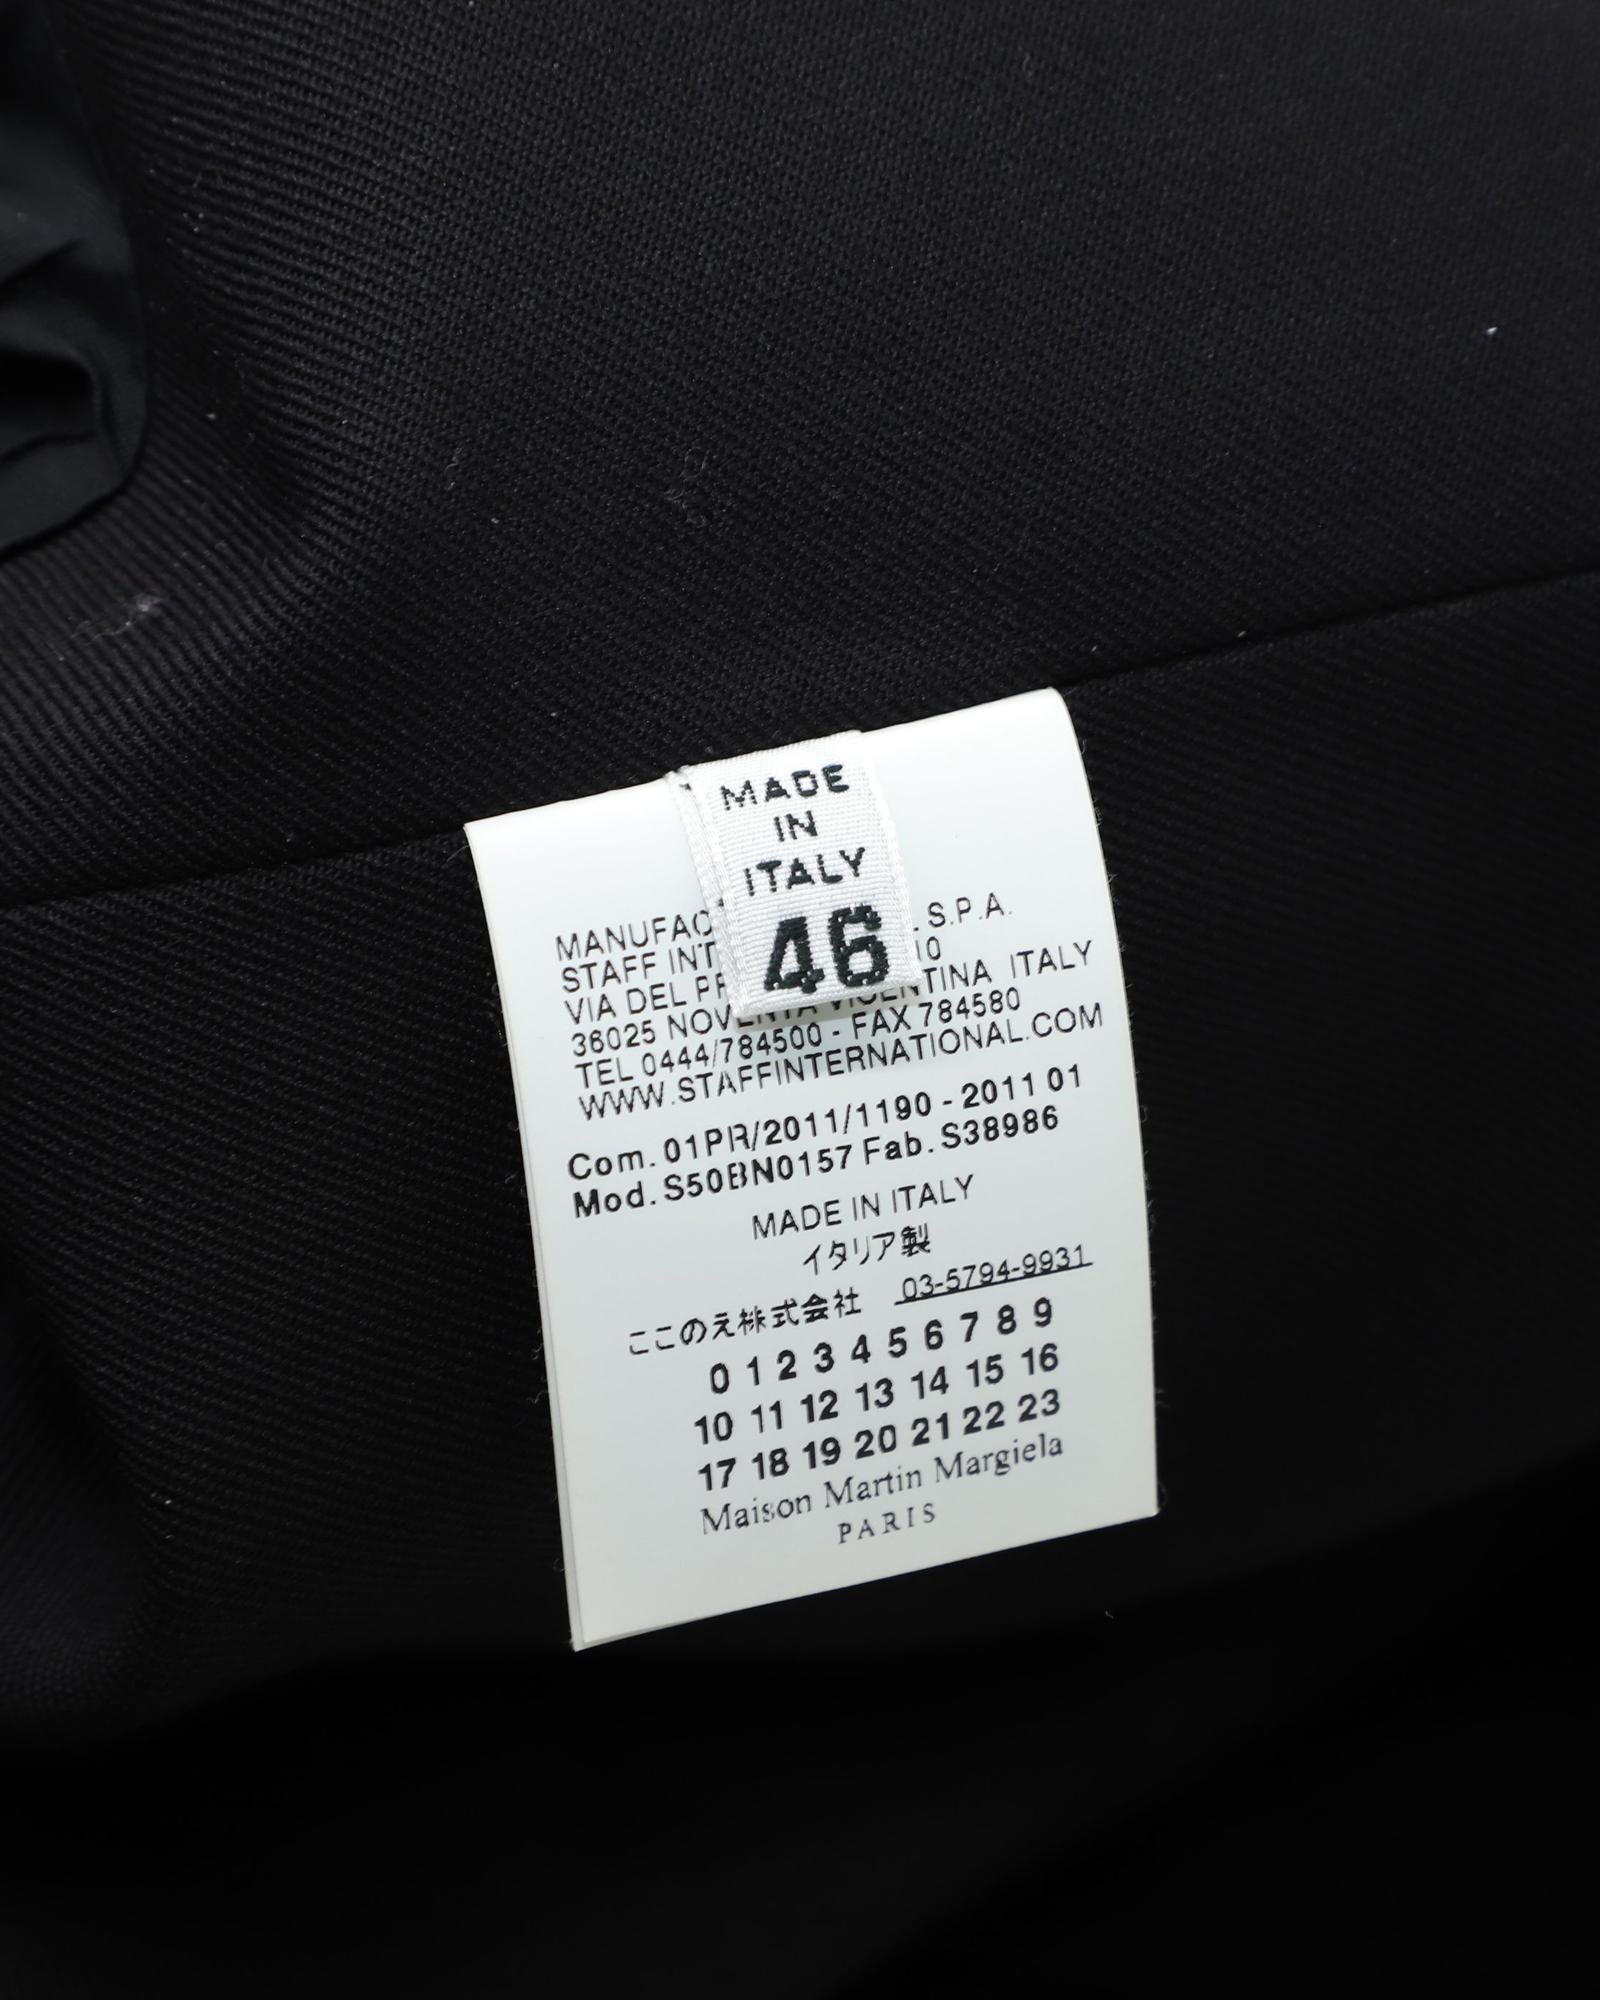 MADE
IN
ITALY
46
MANUFAC S.P.A.
STAFF INT 10
VIA DEL PR TINA ITALY
36025 NOVENTA VICENTINA
TEL 0444/784500 - FAX 784580
WWW.STAFFINTERNATIONAL.COM
Com. 01PR/2011/1190 - 2011 01
Mod. S50BN0157 Fab. S38986
MADE IN ITALY
イタリア製
ここのえ株式会社 03-5794-9931
0 1 2 3 4 5 6 7 8 9
10 11 12 13 14 15 16
17 18 19 20 21 22 23
Maison Martin Margiela
PARIS